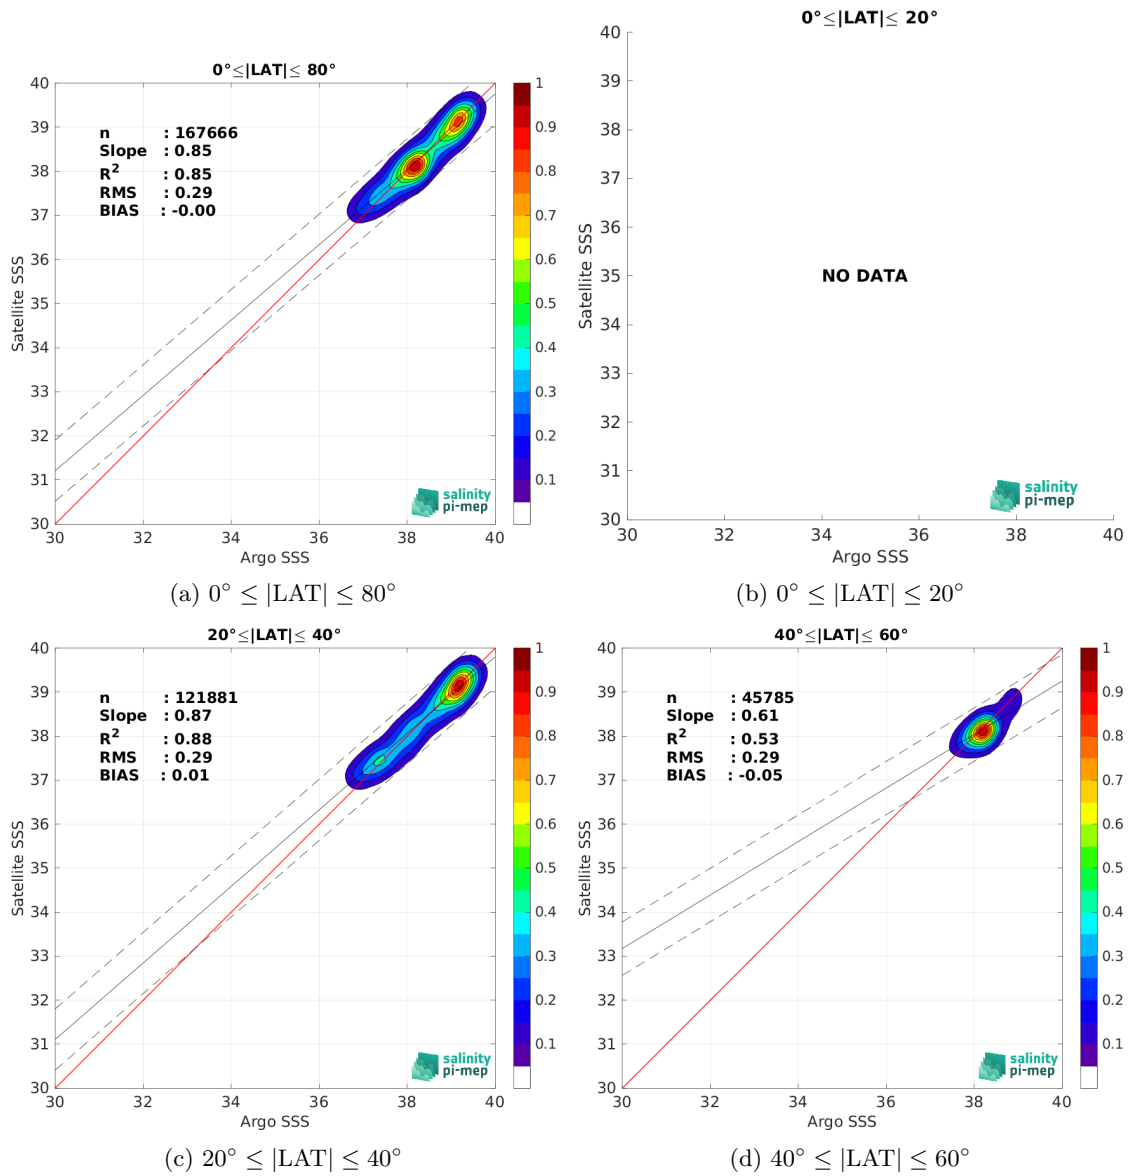 0°≤|LAT|≤ 80°
40
39
38
37
36
35
34
33
32
31
30
Satellite SSS
n : 167666
Slope : 0.85
R² : 0.85
RMS : 0.29
BIAS : -0.00
salinity
pi-mep
30 32 34 36 38 40
Argo SSS
1
0.9
0.8
0.7
0.6
0.5
0.4
0.3
0.2
0.1
(a) 0° ≤ |LAT| ≤ 80°
0°≤|LAT|≤ 20°
40
39
38
37
36
35
34
33
32
31
30
Satellite SSS
NO DATA
salinity
pi-mep
30 32 34 36 38 40
Argo SSS
(b) 0° ≤ |LAT| ≤ 20°
20°≤|LAT|≤ 40°
40
39
38
37
36
35
34
33
32
31
30
Satellite SSS
n : 121881
Slope : 0.87
R² : 0.88
RMS : 0.29
BIAS : 0.01
salinity
pi-mep
30 32 34 36 38 40
Argo SSS
1
0.9
0.8
0.7
0.6
0.5
0.4
0.3
0.2
0.1
(c) 20° ≤ |LAT| ≤ 40°
40°≤|LAT|≤ 60°
40
39
38
37
36
35
34
33
32
31
30
Satellite SSS
n : 45785
Slope : 0.61
R² : 0.53
RMS : 0.29
BIAS : -0.05
salinity
pi-mep
30 32 34 36 38 40
Argo SSS
1
0.9
0.8
0.7
0.6
0.5
0.4
0.3
0.2
0.1
(d) 40° ≤ |LAT| ≤ 60°